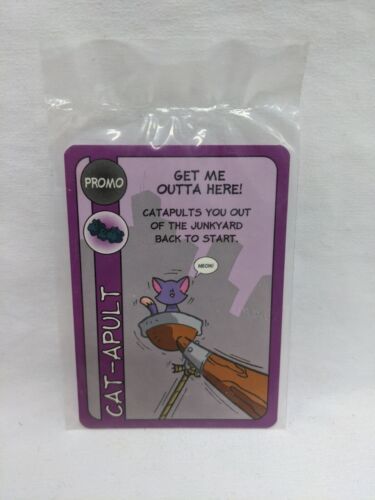 PROMO
GET ME
OUTTA HERE!
CATAPULTS YOU OUT
OF THE JUNKYARD
BACK TO START.
MEOW!
CAT-APULT